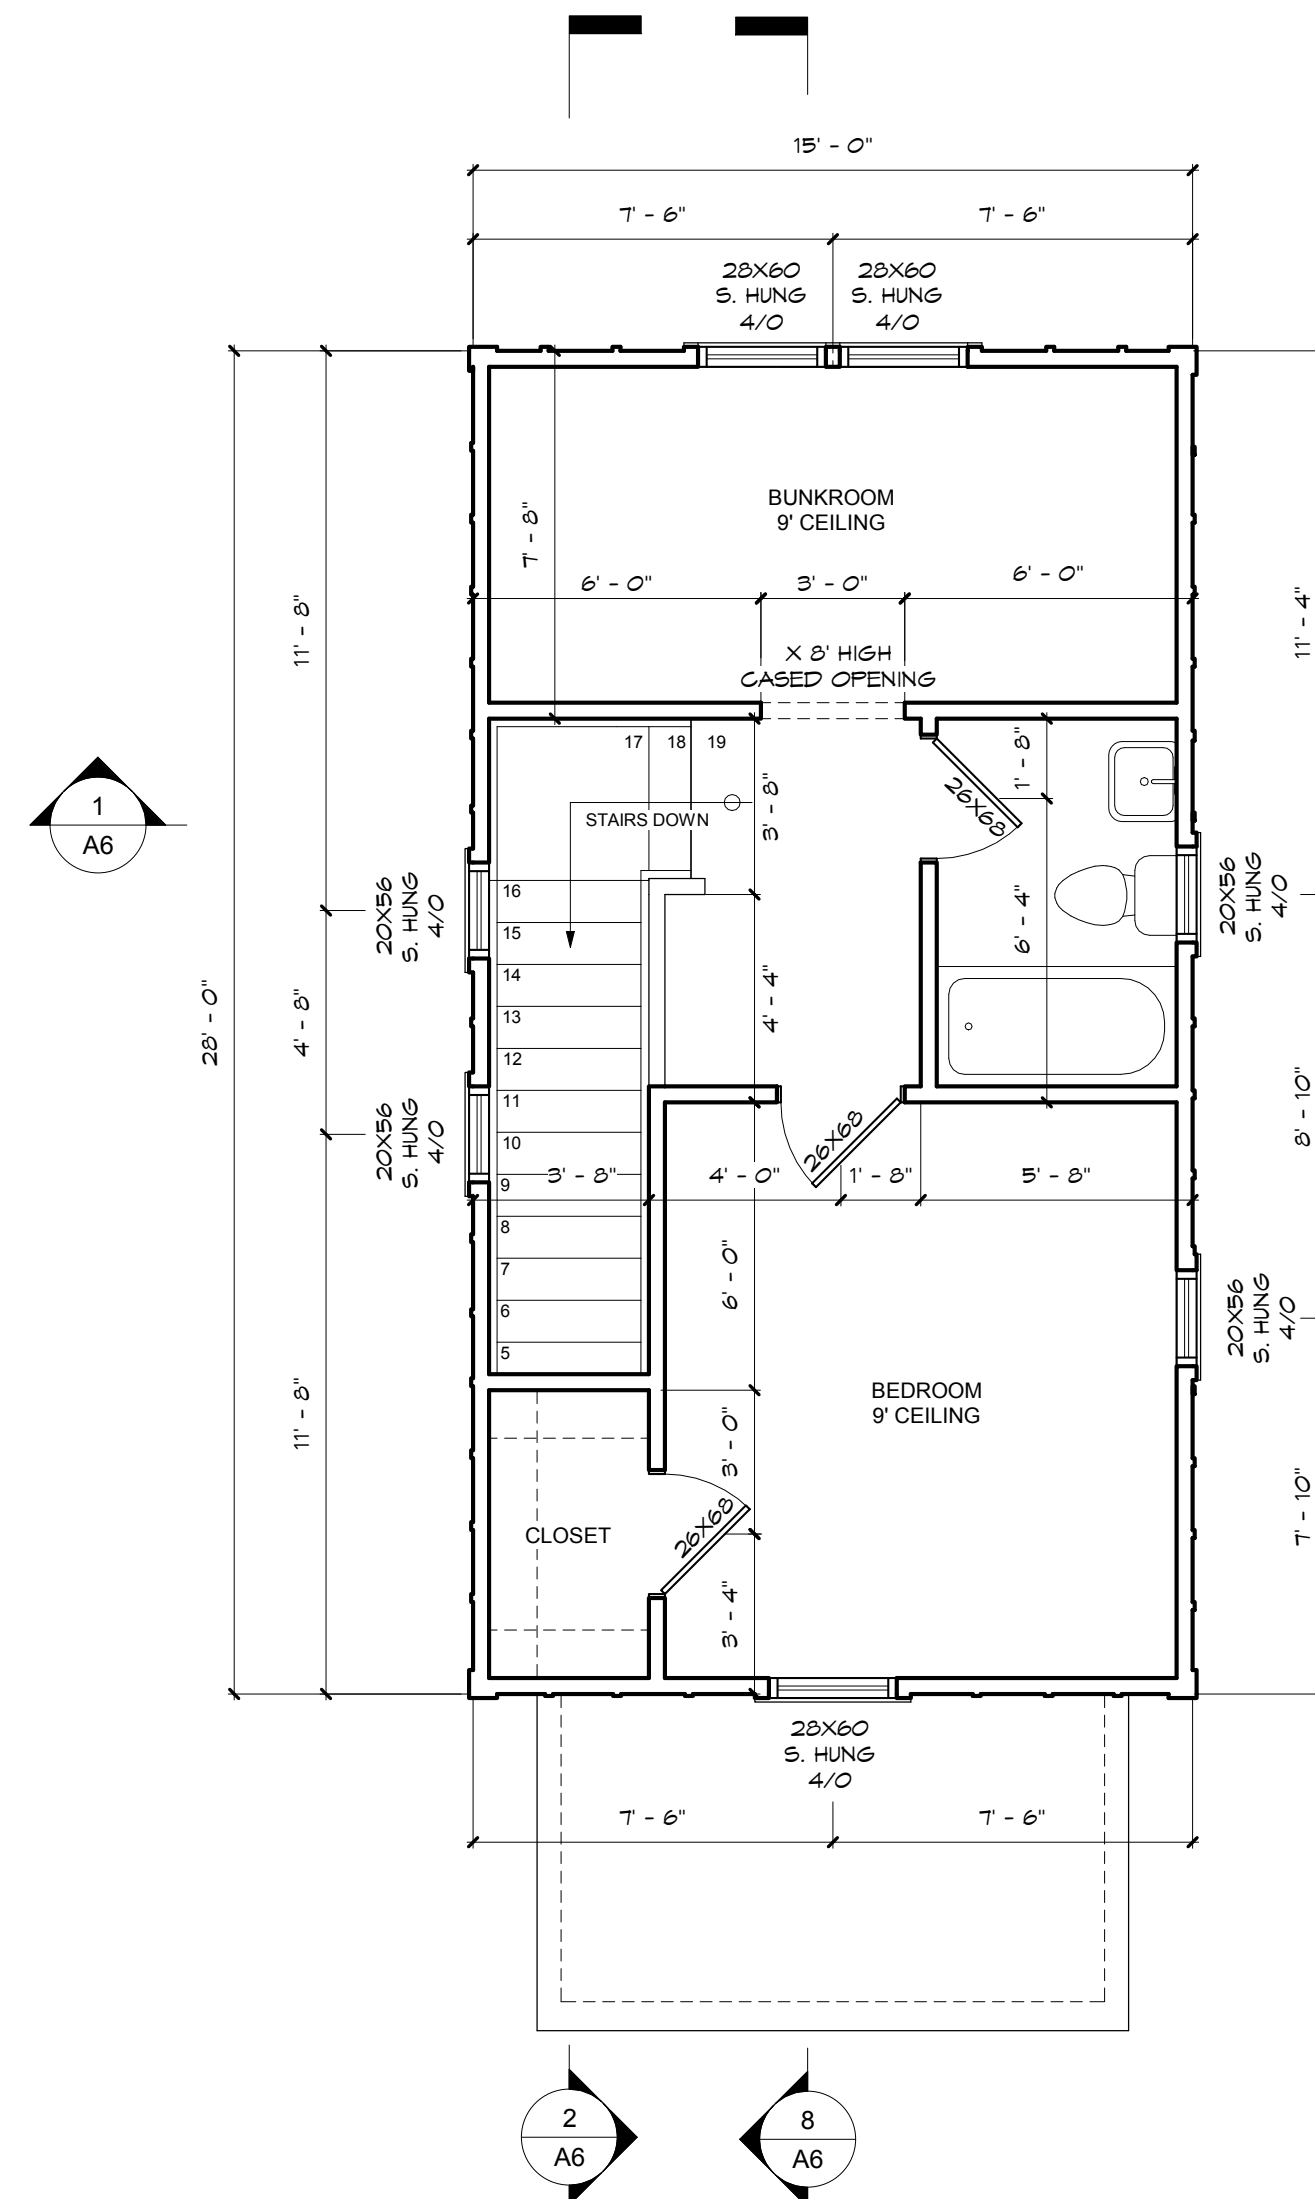 15' - 0"
7' - 6"
7' - 6"
28X60
S. HUNG
4/0
28X60
S. HUNG
4/0
BUNKROOM
9' CEILING
7' - 8"
6' - 0"
3' - 0"
6' - 0"
11' - 8"
11' - 4"
X 8' HIGH
CASED OPENING
17
18
19
1' - 8"
26X68
3' - 8"
STAIRS DOWN
1
A6
20X56
S. HUNG
4/0
16
15
14
13
12
11
10
9
8
7
6
5
6' - 4"
4' - 4"
20X56
S. HUNG
4/0
28' - 0"
4' - 8"
8' - 10"
20X56
S. HUNG
4/0
26X68
3' - 8"
4' - 0"
1' - 8"
5' - 8"
6' - 0"
20X56
S. HUNG
4/0
BEDROOM
9' CEILING
11' - 8"
3' - 0"
7' - 10"
CLOSET
26X68
3' - 4"
28X60
S. HUNG
4/0
7' - 6"
7' - 6"
2
A6
8
A6